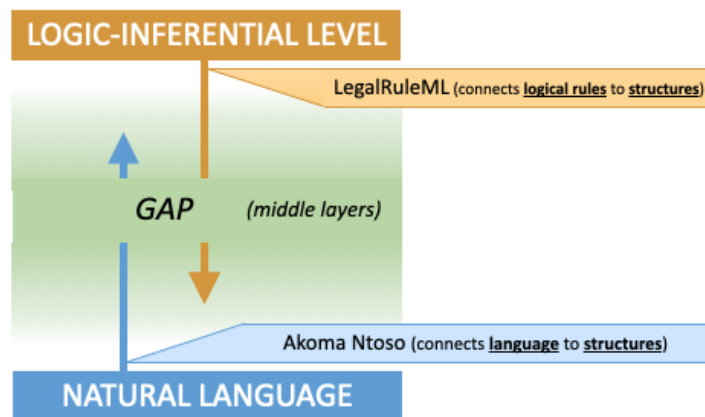 LOGIC-INFERENTIAL LEVEL
LegalRuleML (connects logical rules to structures)
GAP (middle layers)
Akoma Ntoso (connects language to structures)
NATURAL LANGUAGE